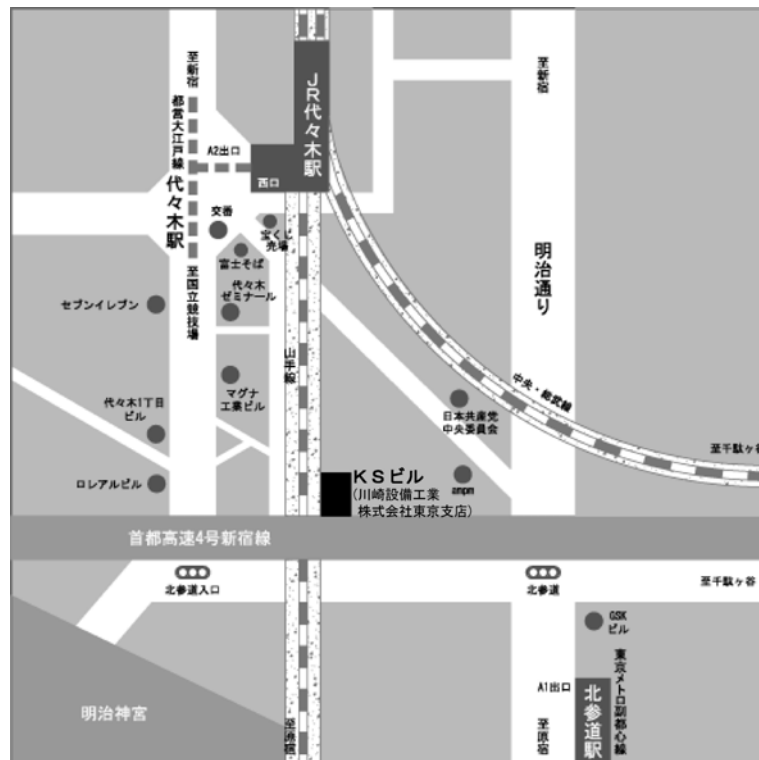 至新宿
都営大江戸線
代々木駅
A2出口
JR代々木駅
西口
至新宿
交番
宝くじ
売場
富士そば
至国立競技場
代々木
ゼミナール
セブンイレブン
明治通り
山手線
中央・総武線
マグナ
工業ビル
代々木1丁目
ビル
日本共産党
中央委員会
至千駄ヶ谷
ロレアルビル
KSビル
(川崎設備工業
株式会社東京支店)
ampm
首都高速4号新宿線
北参道入口
北参道
至千駄ヶ谷
GSK
ビル
明治神宮
至原宿
A1出口
至原宿
北参道駅
東京メトロ副都心線